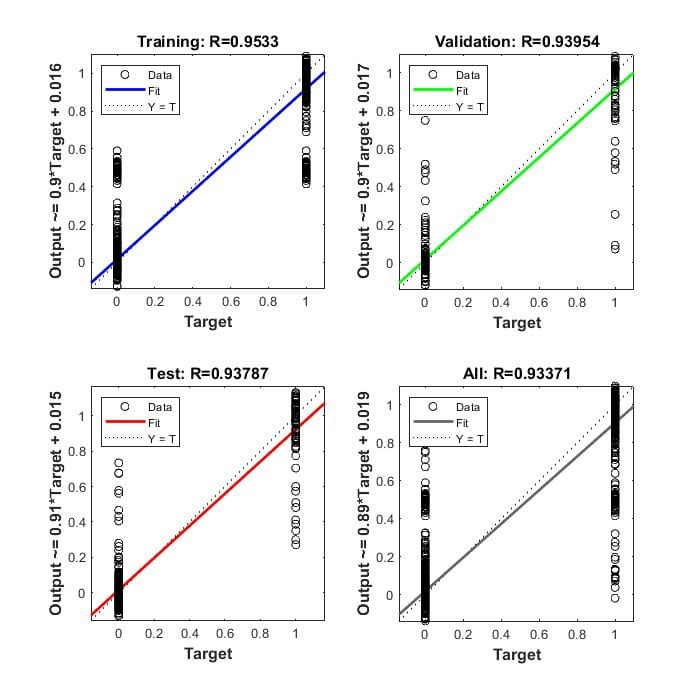 Training: R=0.9533
Output ~= 0.9*Target + 0.016
Data
Fit
Y = T
1
0.8
0.6
0.4
0.2
0
0 0.2 0.4 0.6 0.8 1
Target
Validation: R=0.93954
Output ~= 0.9*Target + 0.017
Data
Fit
Y = T
1
0.8
0.6
0.4
0.2
0
0 0.2 0.4 0.6 0.8 1
Target
Test: R=0.93787
Output ~= 0.91*Target + 0.015
Data
Fit
Y = T
1
0.8
0.6
0.4
0.2
0
0 0.2 0.4 0.6 0.8 1
Target
All: R=0.93371
Output ~= 0.89*Target + 0.019
Data
Fit
Y = T
1
0.8
0.6
0.4
0.2
0
0 0.2 0.4 0.6 0.8 1
Target